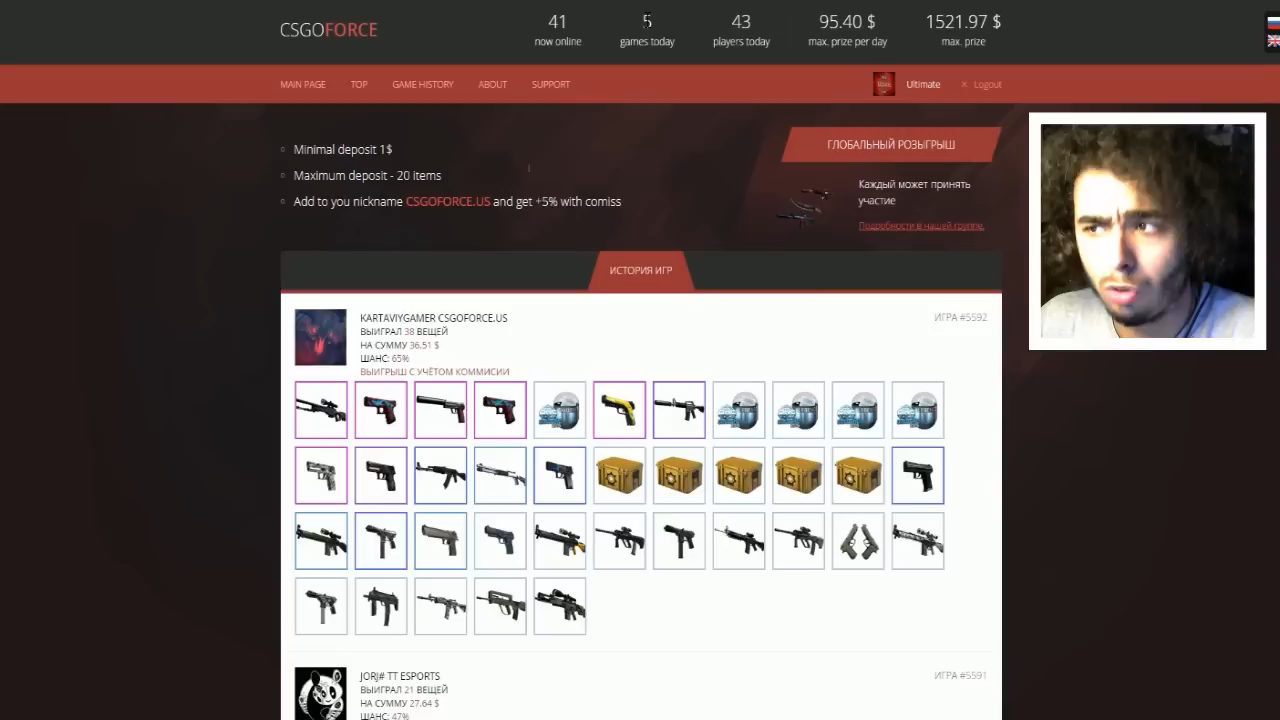 CSGOFORCE
41
now online
5
games today
43
players today
95.40 $
max. prize per day
1521.97 $
max. prize
MAIN PAGE
TOP
GAME HISTORY
ABOUT
SUPPORT
Ultimate
× Logout
Minimal deposit 1$
Maximum deposit - 20 items
Add to you nickname CSGOFORCE.US and get +5% with comiss
ГЛОБАЛЬНЫЙ РОЗЫГРЫШ
Каждый может принять
участие
Подробности в нашей группе.
ИСТОРИЯ ИГР
KARTAVIYGAMER CSGOFORCE.US
ИГРА #5592
ВЫИГРАЛ 38 ВЕЩЕЙ
НА СУММУ 36.51 $
ШАНС: 65%
ВЫИГРЫШ С УЧЁТОМ КОММИСИИ
JORJ# TT ESPORTS
ИГРА #5591
ВЫИГРАЛ 21 ВЕЩЕЙ
НА СУММУ 27.64 $
ШАНС: 47%